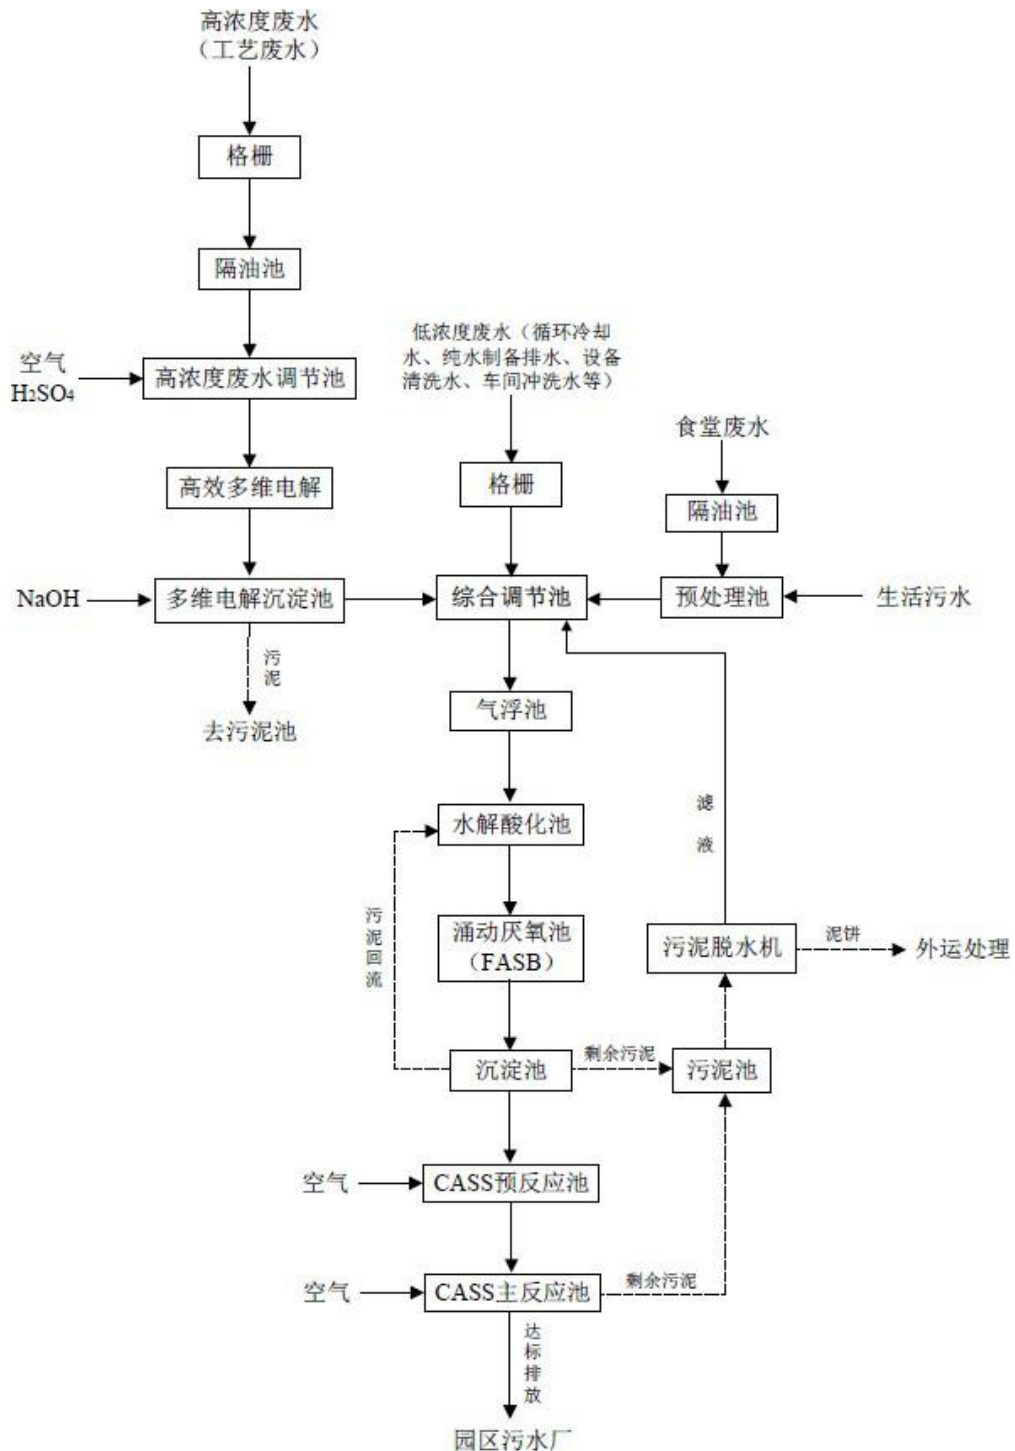 高浓度废水
（工艺废水）
格栅
隔油池
空气
H2SO4
高浓度废水调节池
低浓度废水（循环冷却
水、纯水制备排水、设备
清洗水、车间冲洗水等）
食堂废水
高效多维电解
格栅
隔油池
NaOH
多维电解沉淀池
综合调节池
预处理池
生活污水
污泥
去污泥池
气浮池
滤液
水解酸化池
污泥回流
涌动厌氧池
（FASB）
污泥脱水机
泥饼
外运处理
沉淀池
剩余污泥
污泥池
空气
CASS预反应池
空气
CASS主反应池
剩余污泥
达标排放
园区污水厂